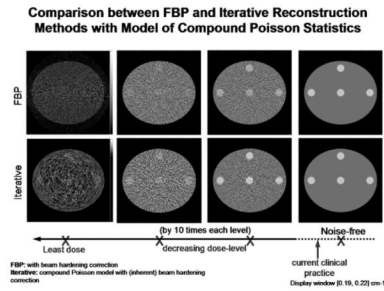 Comparison between FBP and Iterative Reconstruction
Methods with Model of Compound Poisson Statistics
FBP
Iterative
(by 10 times each level)
Noise-free
Least dose
decreasing dose-level
current clinical
practice
FBP: with beam hardening correction
Iterative: compound Poisson model with (inherent) beam hardening
correction
Display window [0.19, 0.22] cm-1